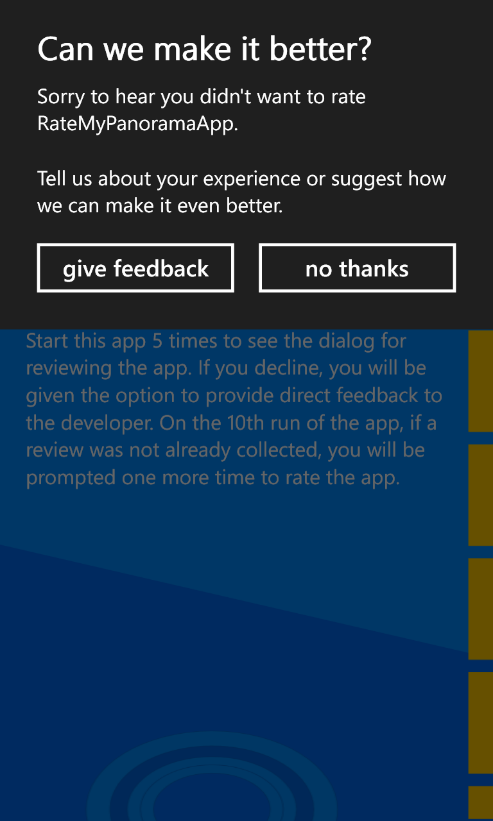 Can we make it better?
Sorry to hear you didn't want to rate
RateMyPanoramaApp.
Tell us about your experience or suggest how
we can make it even better.
give feedback
no thanks
Start this app 5 times to see the dialog for
reviewing the app. If you decline, you will be
given the option to provide direct feedback to
the developer. On the 10th run of the app, if a
review was not already collected, you will be
prompted one more time to rate the app.